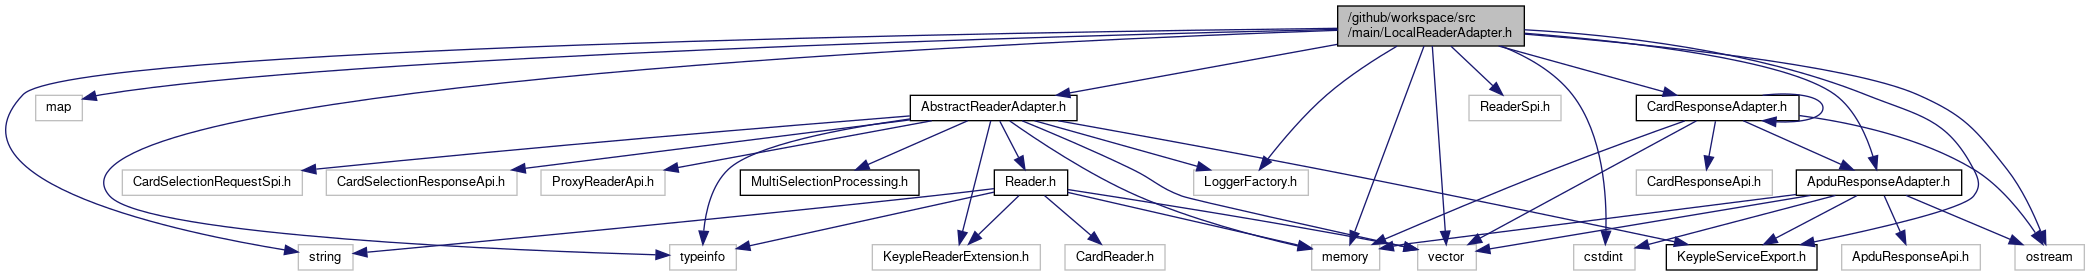 /github/workspace/src
/main/LocalReaderAdapter.h
map
AbstractReaderAdapter.h
ReaderSpi.h
CardResponseAdapter.h
CardSelectionRequestSpi.h
CardSelectionResponseApi.h
ProxyReaderApi.h
MultiSelectionProcessing.h
Reader.h
LoggerFactory.h
CardResponseApi.h
ApduResponseAdapter.h
string
typeinfo
KeypleReaderExtension.h
CardReader.h
memory
vector
cstdint
KeypleServiceExport.h
ApduResponseApi.h
ostream